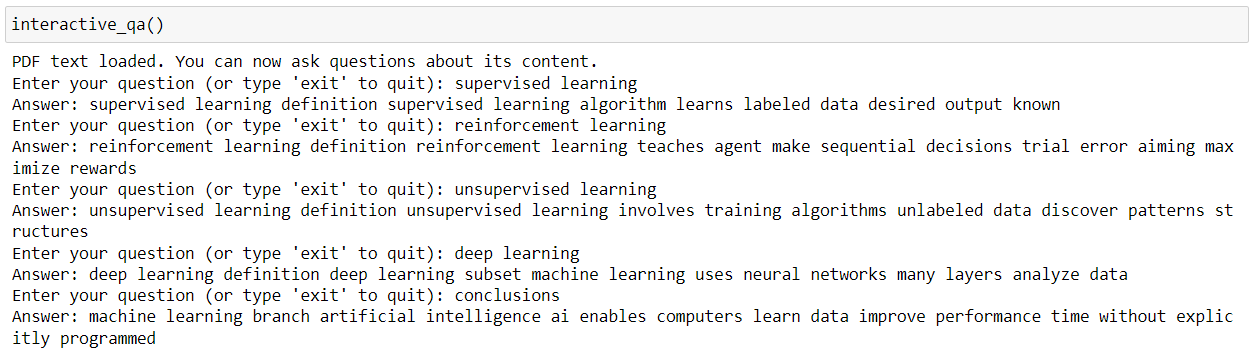 interactive_qa()
PDF text loaded. You can now ask questions about its content.
Enter your question (or type 'exit' to quit): supervised learning
Answer: supervised learning definition supervised learning algorithm learns labeled data desired output known
Enter your question (or type 'exit' to quit): reinforcement learning
Answer: reinforcement learning definition reinforcement learning teaches agent make sequential decisions trial error aiming max
imize rewards
Enter your question (or type 'exit' to quit): unsupervised learning
Answer: unsupervised learning definition unsupervised learning involves training algorithms unlabeled data discover patterns st
ructures
Enter your question (or type 'exit' to quit): deep learning
Answer: deep learning definition deep learning subset machine learning uses neural networks many layers analyze data
Enter your question (or type 'exit' to quit): conclusions
Answer: machine learning branch artificial intelligence ai enables computers learn data improve performance time without explic
itly programmed